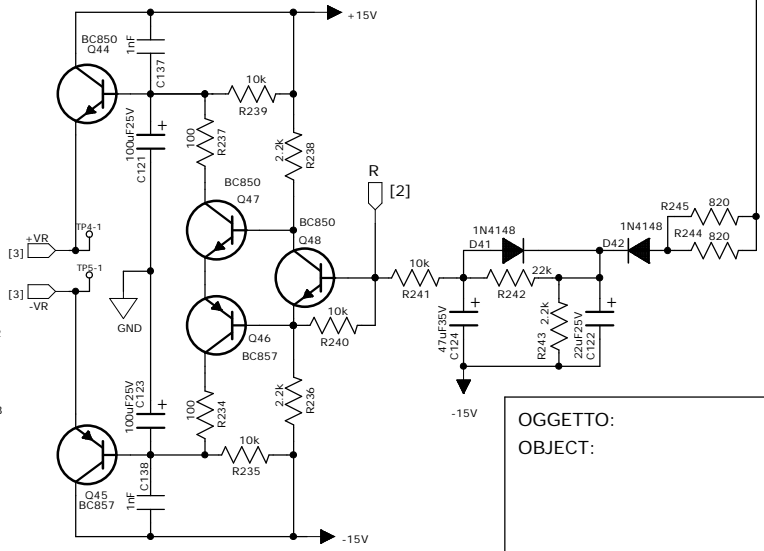 +15V
BC850
Q44
1nF
C137
10k
R239
100uF25V
+
C121
100
R237
2.2k
R238
BC850
Q47
R
[2]
BC850
Q48
TP4-1
+VR
[3]
TP5-1
[3]
-VR
GND
10k
R241
D41
1N4148
D42
1N4148
R245
820
R244
820
22k
R242
47uF35V
+
C124
R243
2.2k
22uF25V
+
C122
Q46
BC857
10k
R240
100uF25V
C123
+
100
R234
2.2k
R236
-15V
10k
R235
C138
1nF
Q45
BC857
-15V
OGGETTO:
OBJECT: